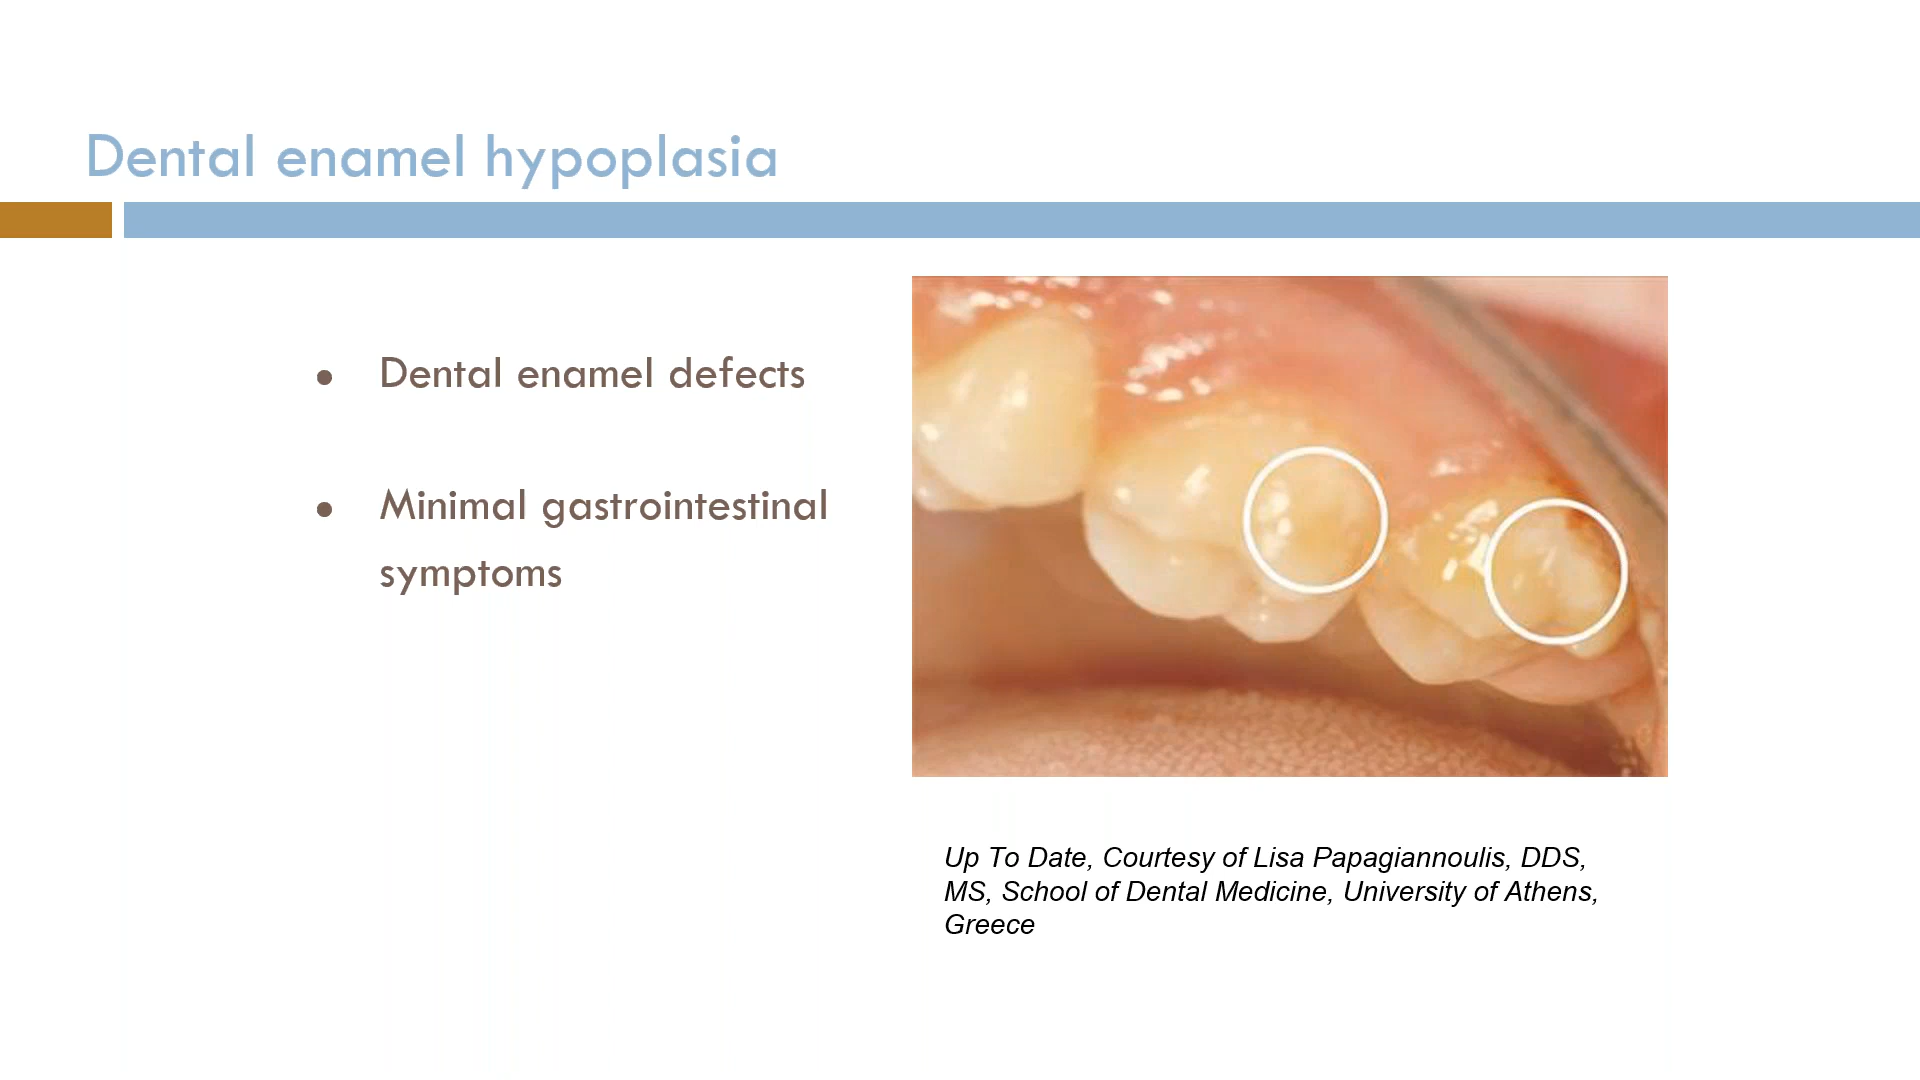 Dental enamel hypoplasia
● Dental enamel defects
● Minimal gastrointestinal
symptoms
Up To Date, Courtesy of Lisa Papagiannoulis, DDS,
MS, School of Dental Medicine, University of Athens,
Greece